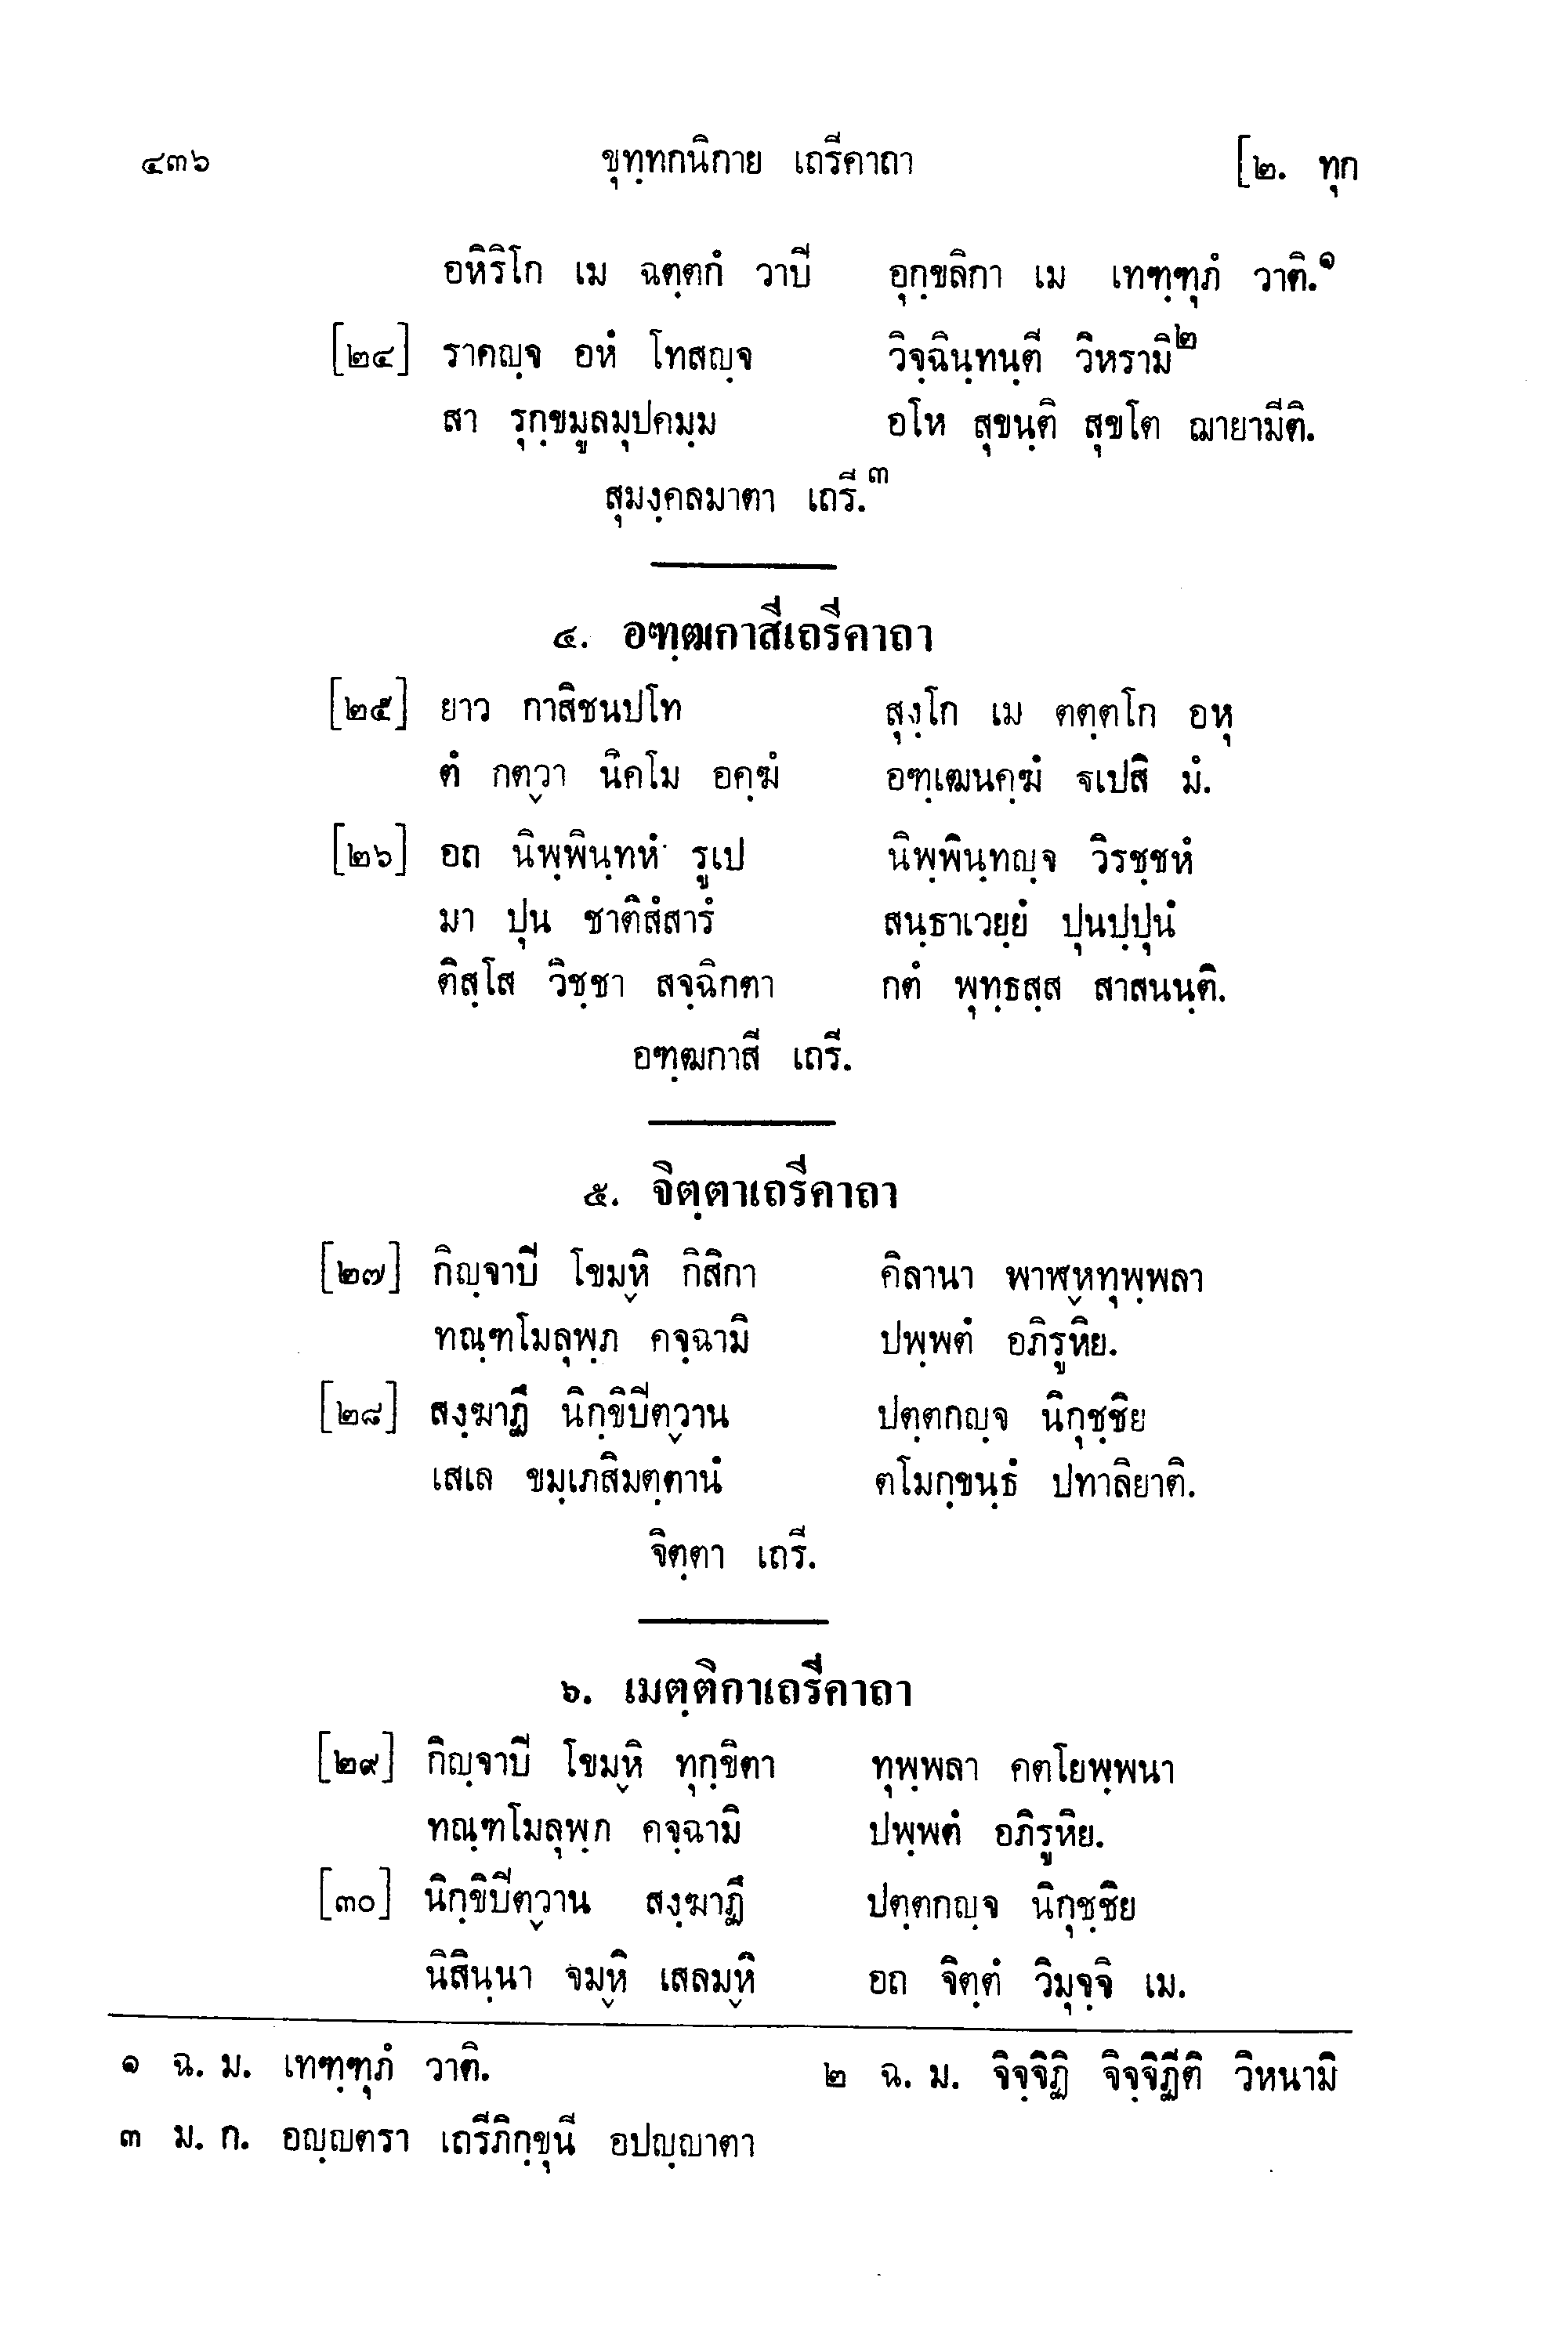 ๔๓๖ ขุทฺทกนิกาย เถรีคาถา [๒. ทุก
อหิริโก เม ฉตฺตกํ วาปี อุกฺขลิกา เม เทฑฺฑุภํ วาติ.๑
[๒๔] ราคญฺจ อหํ โทสญฺจ วิจฺฉินฺทนฺตี วิหรามิ๒
สา รุกฺขมูลมุปคมฺม อโห สุขนฺติ สุขโต ฌายามีติ.
สุมงฺคลมาตา เถรี.๓
๔. อฑฺฒกาสีเถรีคาถา
[๒๕] ยาว กาสิชนปโท สุงฺโก เม ตตฺตโก อหุ
ตํ กตฺวา นิคโม อคฺฆํ อฑฺเฒนคฺฆํ ฐเปสิ มํ.
[๒๖] อถ นิพฺพินฺทหํ รูเป นิพฺพินฺทญฺจ วิรชฺชหํ
มา ปุน ชาติสํสารํ สนฺธาเวยฺยํ ปุนปฺปุนํ
ติสฺโส วิชฺชา สจฺฉิกตา กตํ พุทฺธสฺส สาสนนฺติ.
อฑฺฒกาสี เถรี.
๕. จิตฺตาเถรีคาถา
[๒๗] กิญฺจาปี โขมฺหิ กิสิกา คิลานา พาฬฺหทุพฺพลา
ทณฺฑโมลุพฺภ คจฺฉามิ ปพฺพตํ อภิรูหิย.
[๒๘] สงฺฆาฏึ นิกฺขิปีตฺวาน ปตฺตกญฺจ นิกุชฺชิย
เสเล ขมฺเภสิมตฺตานํ ตโมกฺขนฺธํ ปทาลิยาติ.
จิตฺตา เถรี.
๖. เมตฺติกาเถรีคาถา
[๒๙] กิญฺจาปี โขมฺหิ ทุกฺขิตา ทุพฺพลา คตโยพฺพนา
ทณฺฑโมลุพฺภ คจฺฉามิ ปพฺพตํ อภิรูหิย.
[๓๐] นิกฺขิปีตฺวาน สงฺฆาฏึ ปตฺตกญฺจ นิกุชฺชิย
นิสินฺนา จมฺหิ เสลมฺหิ อถ จิตฺตํ วิมุจฺจิ เม.
๑ ฉ. ม. เทฑฺฑุภํ วาติ. ๒ ฉ. ม. จิจฺจิฏิ จิจฺจิฏีติ วิหนามิ
๓ ม. ก. อญฺญตรา เถรีภิกฺขุนี อปญฺญาตา